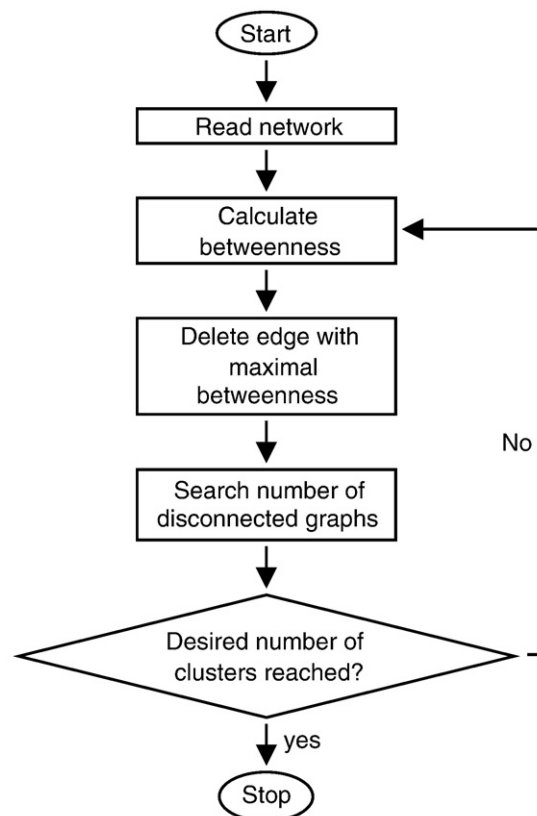 Start
Read network
Calculate
betweenness
Delete edge with
maximal
betweenness
No
Search number of
disconnected graphs
Desired number of
clusters reached?
yes
Stop